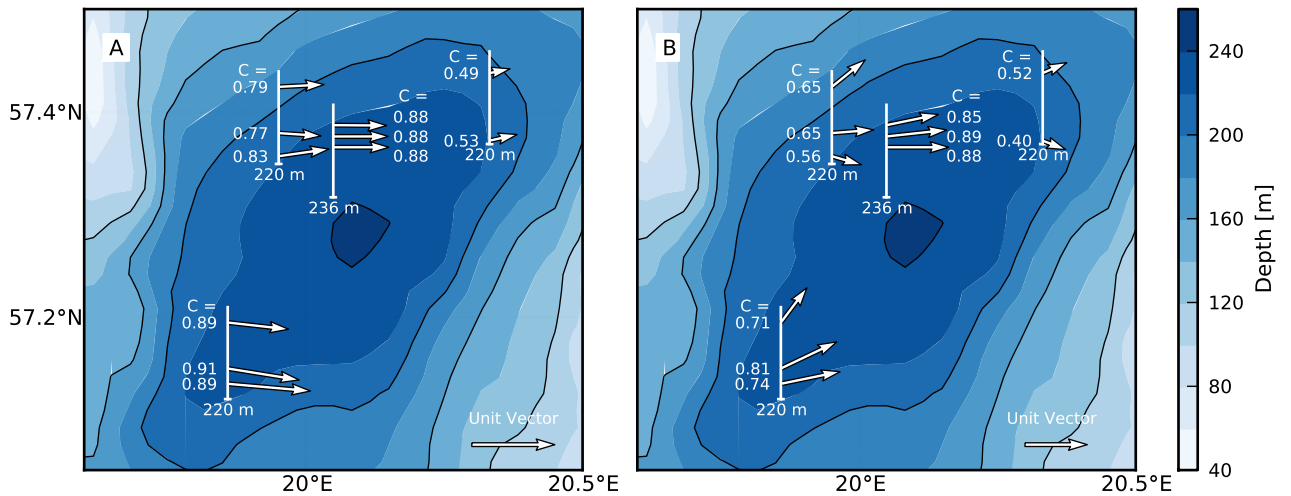 A
C =
0.79
0.77
0.83
220 m
C =
0.88
0.88
0.88
236 m
C =
0.49
0.53
220 m
C =
0.89
0.91
0.89
220 m
Unit Vector
57.4°N
57.2°N
20°E
20.5°E
B
C =
0.65
0.65
0.56
220 m
C =
0.85
0.89
0.88
236 m
C =
0.52
0.40
220 m
C =
0.71
0.81
0.74
220 m
Unit Vector
20°E
20.5°E
240
200
160
120
80
40
Depth [m]